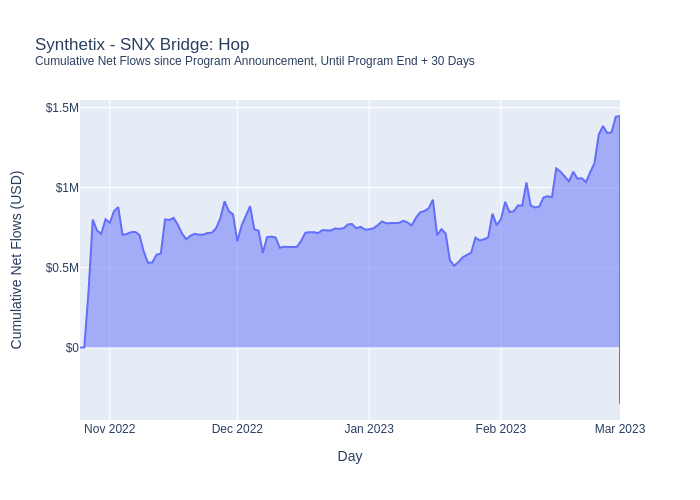 Synthetix - SNX Bridge: Hop
Cumulative Net Flows since Program Announcement, Until Program End + 30 Days
Cumulative Net Flows (USD)
$1.5M
$1M
$0.5M
$0
Nov 2022
Dec 2022
Jan 2023
Feb 2023
Mar 2023
Day